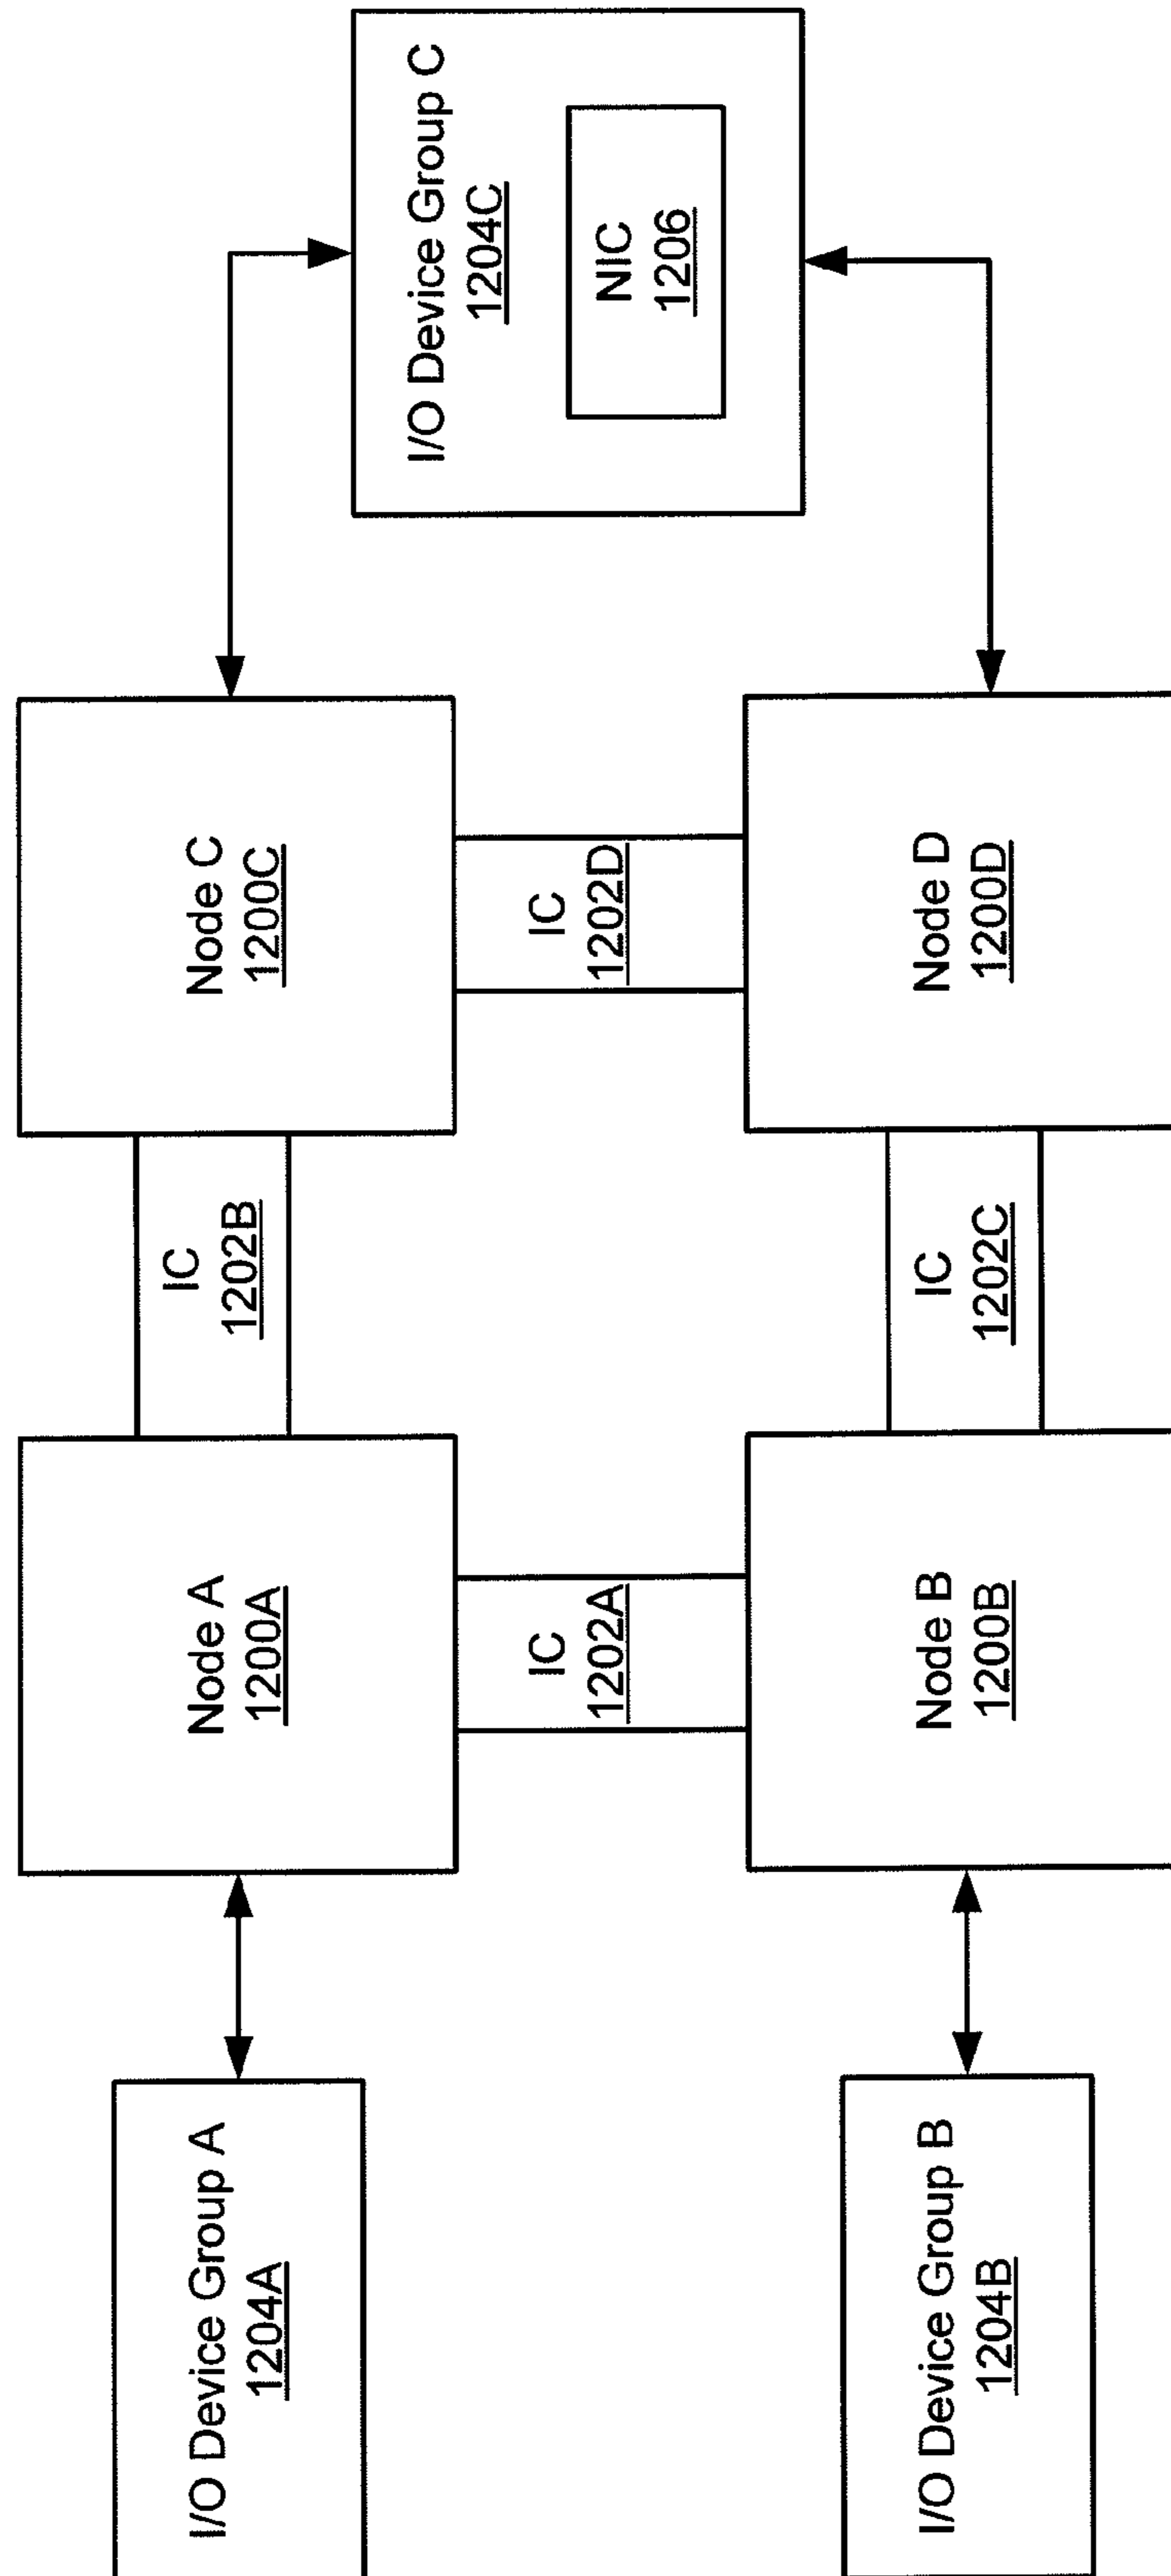 I/O Device Group A
1204A
Node A
1200A
IC
1202B
Node C
1200C
I/O Device Group C
1204C
NIC
1206
IC
1202A
IC
1202D
I/O Device Group B
1204B
Node B
1200B
IC
1202C
Node D
1200D